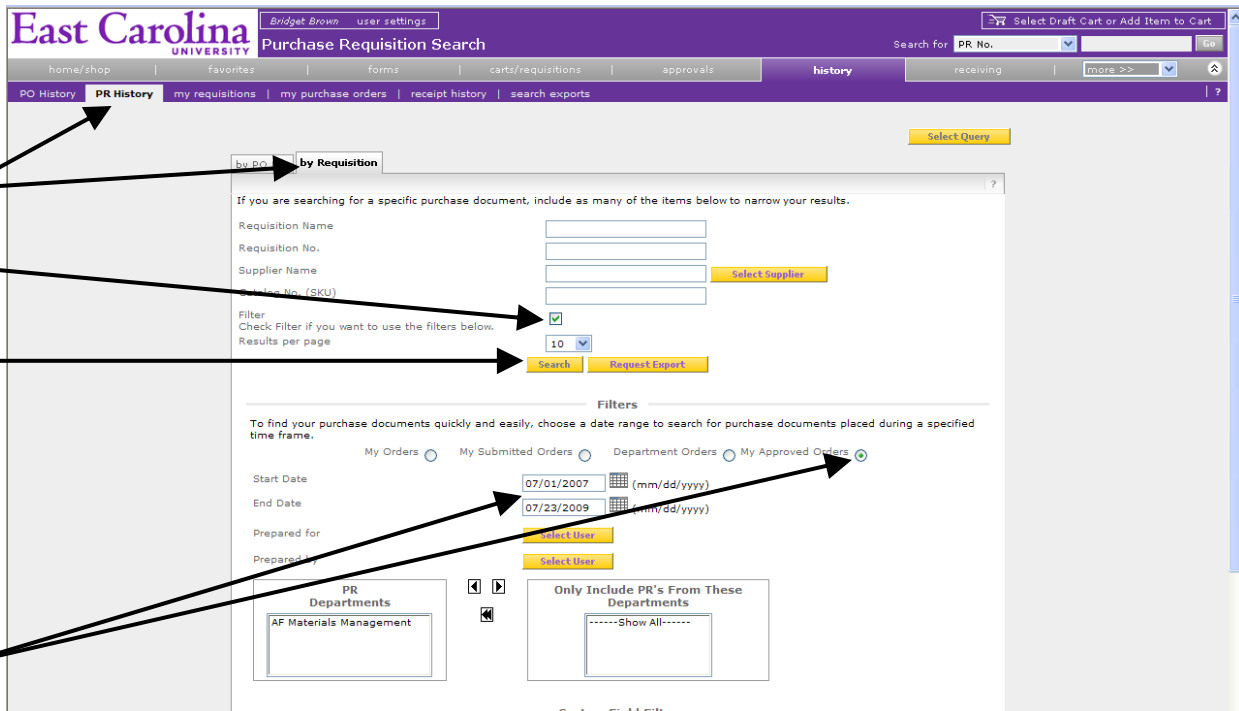 East Carolina
UNIVERSITY
Bridget Brown user settings
Select Draft Cart or Add Item to Cart
Purchase Requisition Search
Search for PR No. Go
home/shop | favorites | forms | carts/requisitions | approvals history receiving | more >>
PO History PR History my requisitions | my purchase orders | receipt history | search exports | ?
Select Query
by PO by Requisition
?
If you are searching for a specific purchase document, include as many of the items below to narrow your results.
Requisition Name
Requisition No.
Supplier Name Select Supplier
Catalog No. (SKU)
Filter
Check Filter if you want to use the filters below.
Results per page 10
Search Request Export
Filters
To find your purchase documents quickly and easily, choose a date range to search for purchase documents placed during a specified
time frame.
My Orders My Submitted Orders Department Orders My Approved Orders
Start Date 07/01/2007 (mm/dd/yyyy)
End Date 07/23/2009 (mm/dd/yyyy)
Prepared for Select User
Prepared by Select User
PR
Departments
AF Materials Management
Only Include PR's From These
Departments
------Show All------